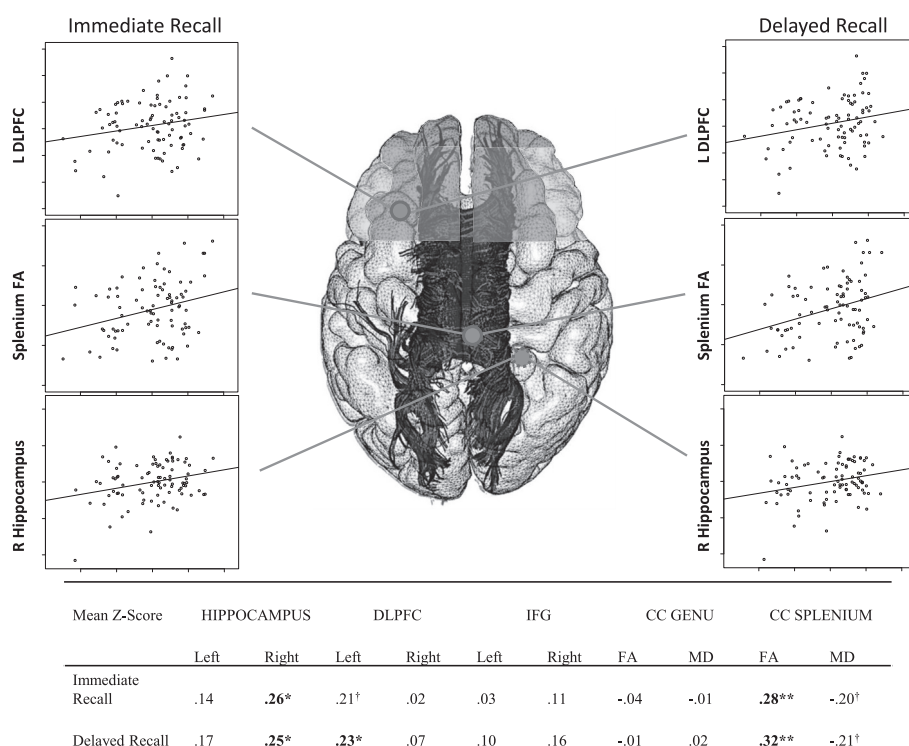 Immediate Recall
Delayed Recall
L DLPFC
L DLPFC
Splenium FA
Splenium FA
R Hippocampus
R Hippocampus
Mean Z-Score HIPPOCAMPUS DLPFC IFG CC GENU CC SPLENIUM
Left Right Left Right Left Right FA MD FA MD
Immediate
Recall .14 .26* .21† .02 .03 .11 -.04 -.01 .28** -.20†
Delayed Recall .17 .25* .23* .07 .10 .16 -.01 .02 .32** -.21†